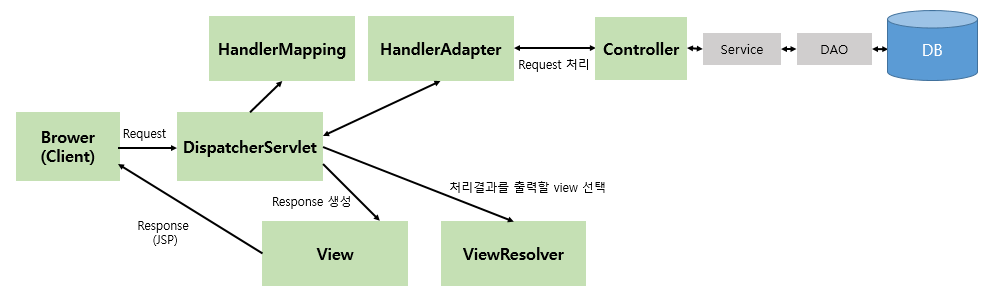 HandlerMapping
HandlerAdapter
Request 처리
Controller
Service
DAO
DB
Brower
(Client)
Request
DispatcherServlet
처리결과를 출력할 view 선택
Response 생성
Response
(JSP)
View
ViewResolver